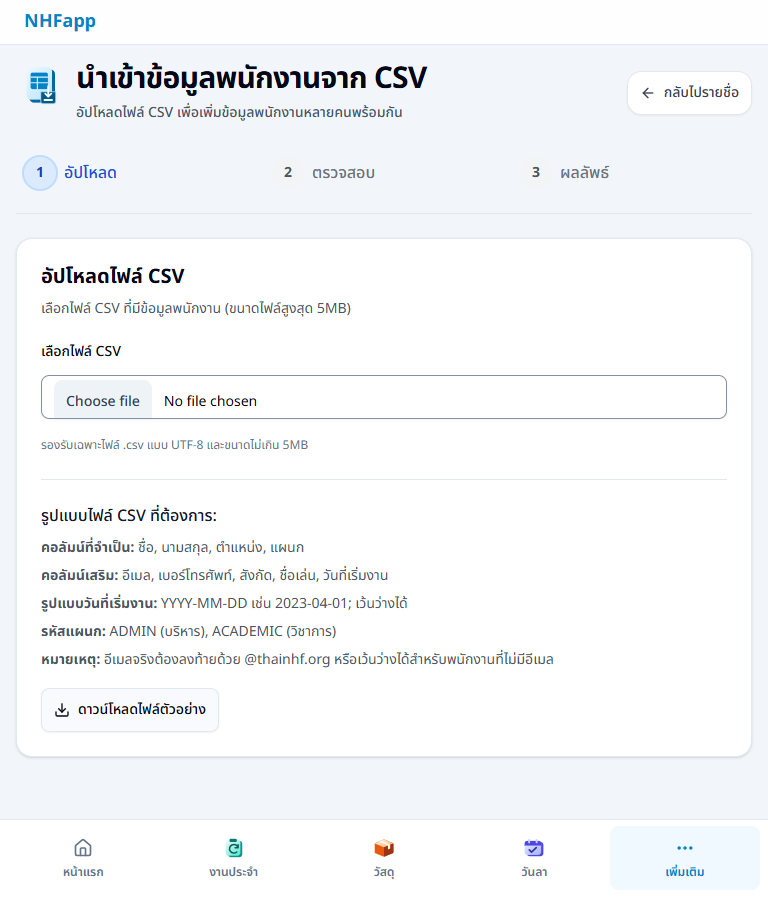 NHFapp
นำเข้าข้อมูลพนักงานจาก CSV
อัปโหลดไฟล์ CSV เพื่อเพิ่มข้อมูลพนักงานหลายคนพร้อมกัน
กลับไปรายชื่อ
1 อัปโหลด
2 ตรวจสอบ
3 ผลลัพธ์
อัปโหลดไฟล์ CSV
เลือกไฟล์ CSV ที่มีข้อมูลพนักงาน (ขนาดไฟล์สูงสุด 5MB)
เลือกไฟล์ CSV
Choose file No file chosen
รองรับเฉพาะไฟล์ .csv แบบ UTF-8 และขนาดไม่เกิน 5MB
รูปแบบไฟล์ CSV ที่ต้องการ:
คอลัมน์ที่จำเป็น: ชื่อ, นามสกุล, ตำแหน่ง, แผนก
คอลัมน์เสริม: อีเมล, เบอร์โทรศัพท์, สังกัด, ชื่อเล่น, วันที่เริ่มงาน
รูปแบบวันที่เริ่มงาน: YYYY-MM-DD เช่น 2023-04-01; เว้นว่างได้
รหัสแผนก: ADMIN (บริหาร), ACADEMIC (วิชาการ)
หมายเหตุ: อีเมลจริงต้องลงท้ายด้วย @thainhf.org หรือเว้นว่างได้สำหรับพนักงานที่ไม่มีอีเมล
ดาวน์โหลดไฟล์ตัวอย่าง
หน้าแรก
งานประจำ
วัสดุ
วันลา
เพิ่มเติม